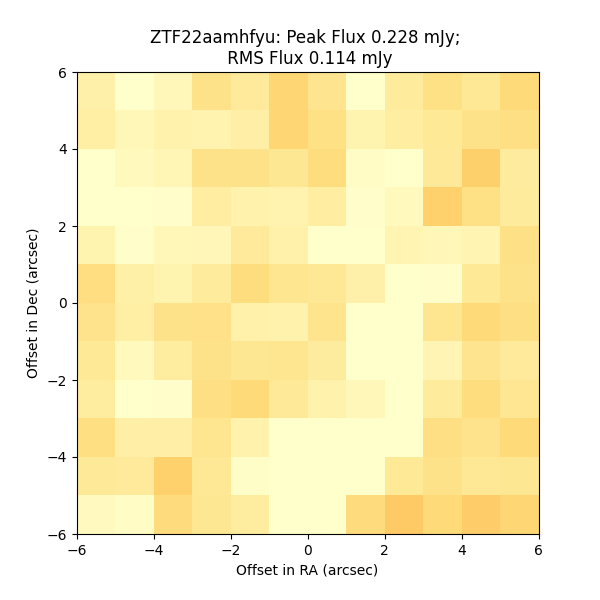 ZTF22aamhfyu: Peak Flux 0.228 mJy;
RMS Flux 0.114 mJy
6
4
2
0
−2
−4
−6
Offset in Dec (arcsec)
−6 −4 −2 0 2 4 6
Offset in RA (arcsec)